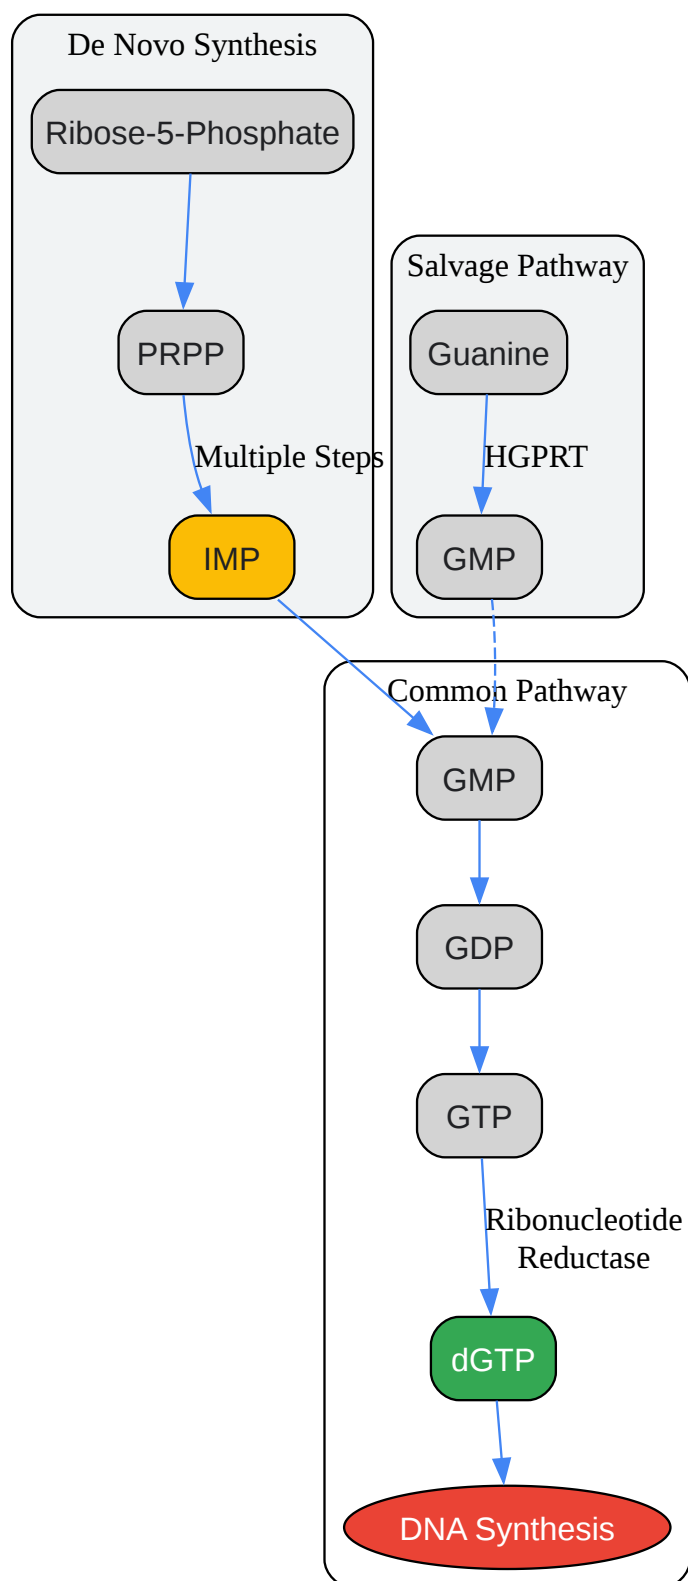 De Novo Synthesis
Ribose-5-Phosphate
PRPP
Multiple Steps
IMP
Salvage Pathway
Guanine
HGPRT
GMP
Common Pathway
GMP
GDP
GTP
Ribonucleotide
Reductase
dGTP
DNA Synthesis